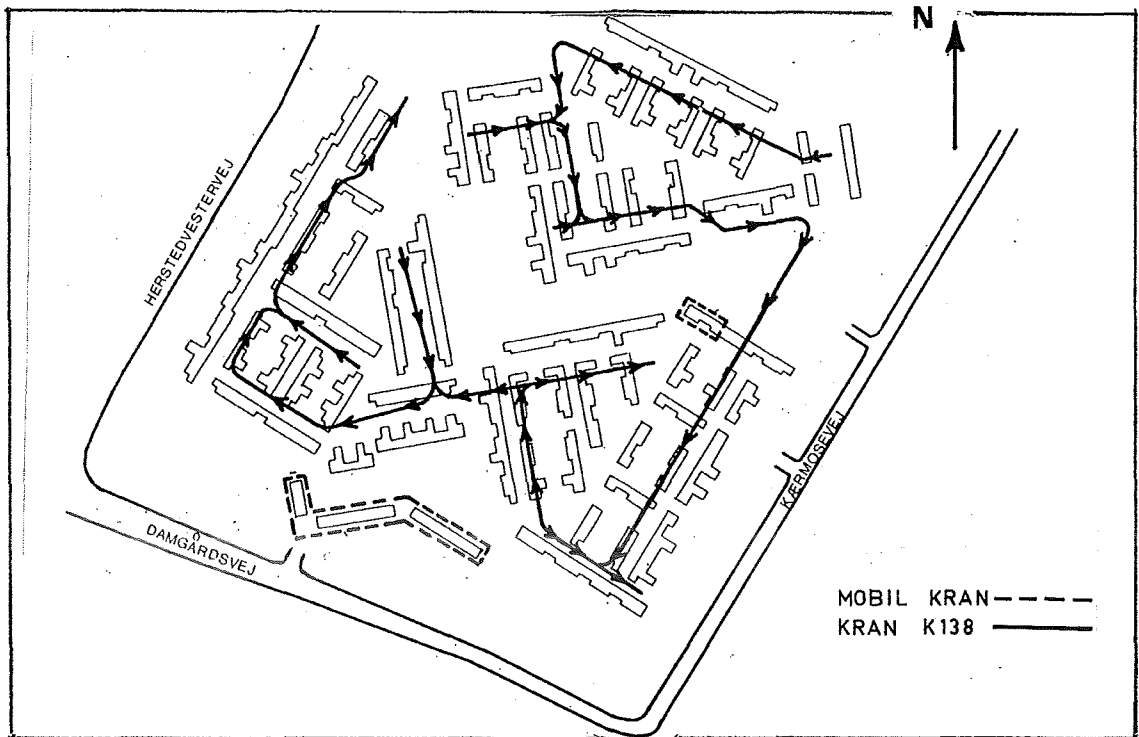 N
HERSTEDVESTERVEJ
KÆRMOSEVEJ
DAMGÅRDSVEJ
MOBIL KRAN
KRAN K138